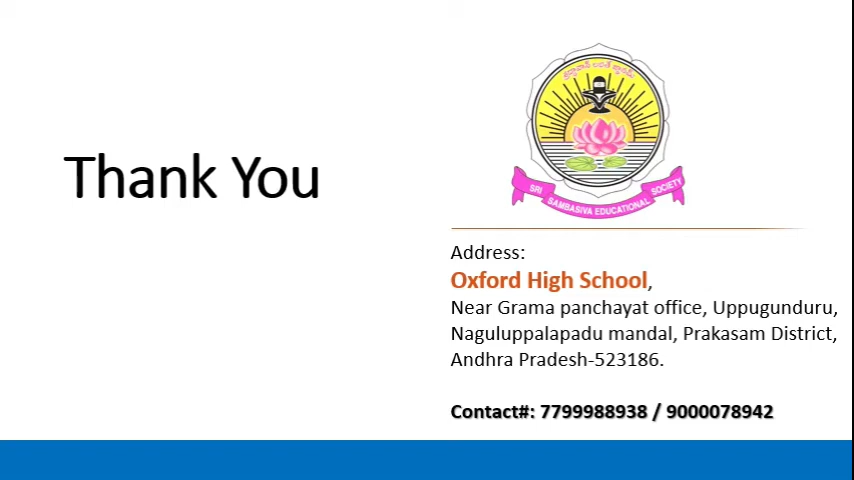 Thank You
SRI SAMBASIVA EDUCATIONAL SOCIETY
Address:
Oxford High School,
Near Grama panchayat office, Uppugunduru,
Naguluppalapadu mandal, Prakasam District,
Andhra Pradesh-523186.
Contact#: 7799988938 / 9000078942